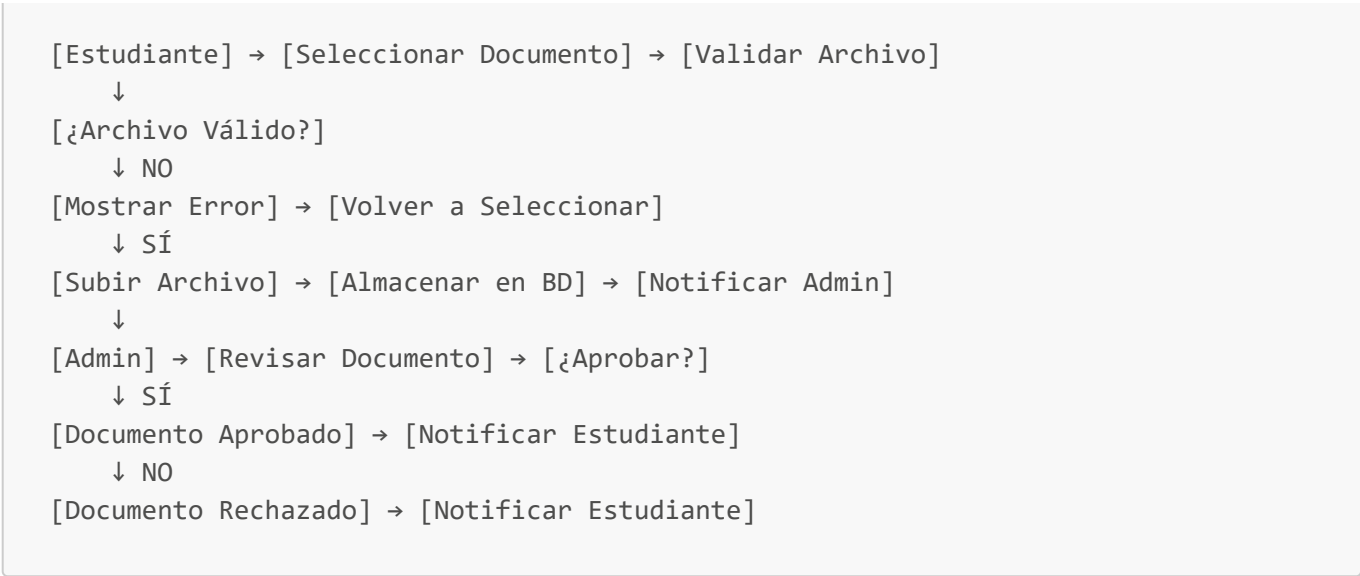 [Estudiante] → [Seleccionar Documento] → [Validar Archivo]
↓
[¿Archivo Válido?]
↓ NO
[Mostrar Error] → [Volver a Seleccionar]
↓ SÍ
[Subir Archivo] → [Almacenar en BD] → [Notificar Admin]
↓
[Admin] → [Revisar Documento] → [¿Aprobar?]
↓ SÍ
[Documento Aprobado] → [Notificar Estudiante]
↓ NO
[Documento Rechazado] → [Notificar Estudiante]